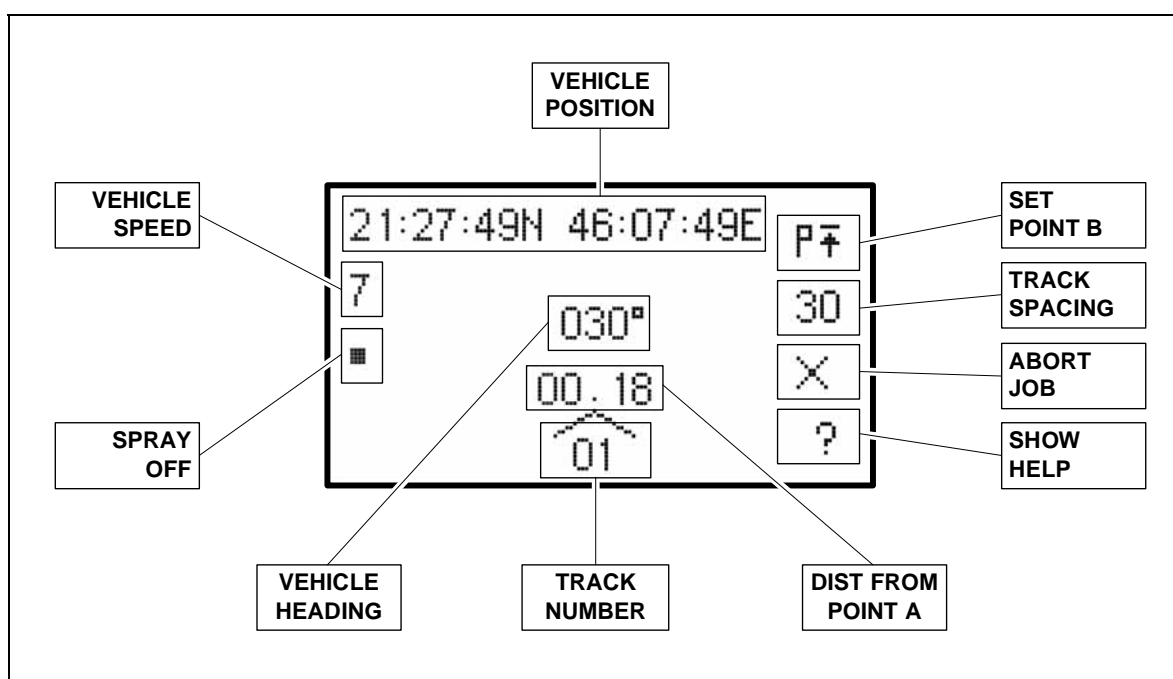 VEHICLE
POSITION
VEHICLE
SPEED
21:27:49N 46:07:49E
P
SET
POINT B
7
30
TRACK
SPACING
030°
00.18
ABORT
JOB
01
?
SPRAY
OFF
SHOW
HELP
VEHICLE
HEADING
TRACK
NUMBER
DIST FROM
POINT A